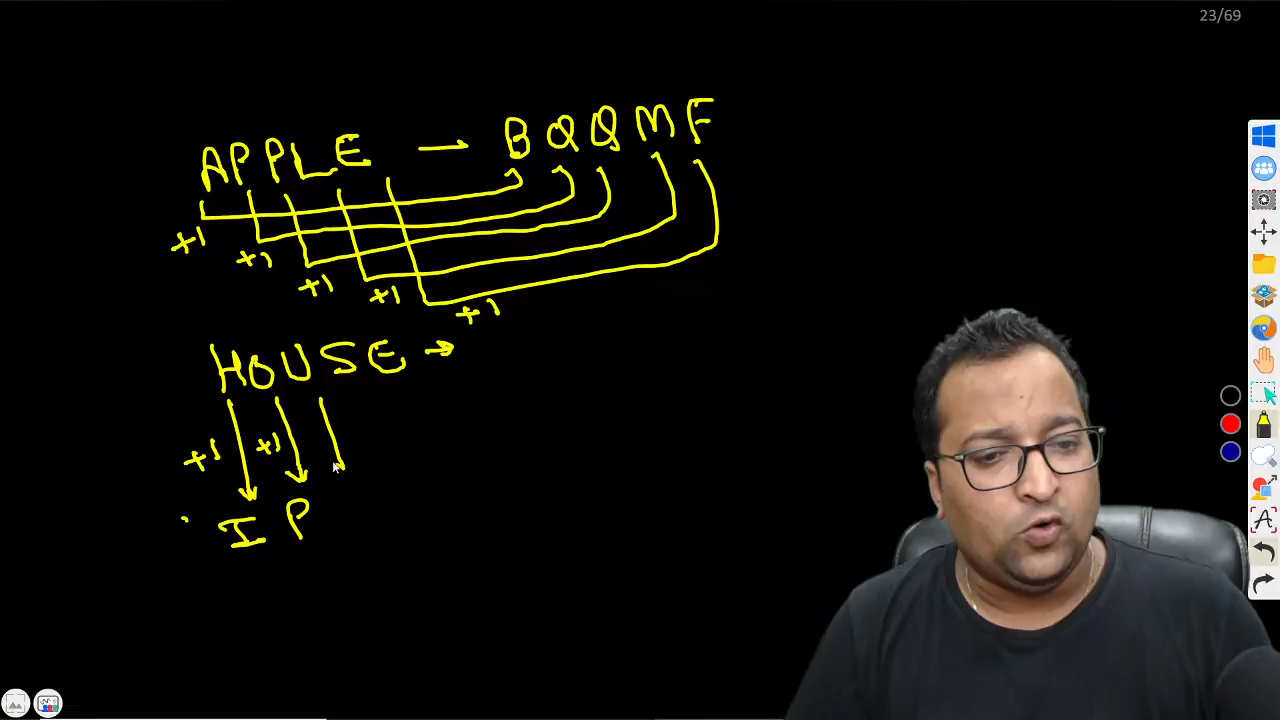 23/69
APPLE → BQQMF
+1 +1 +1 +1 +1
HOUSE →
+1 +1
I P